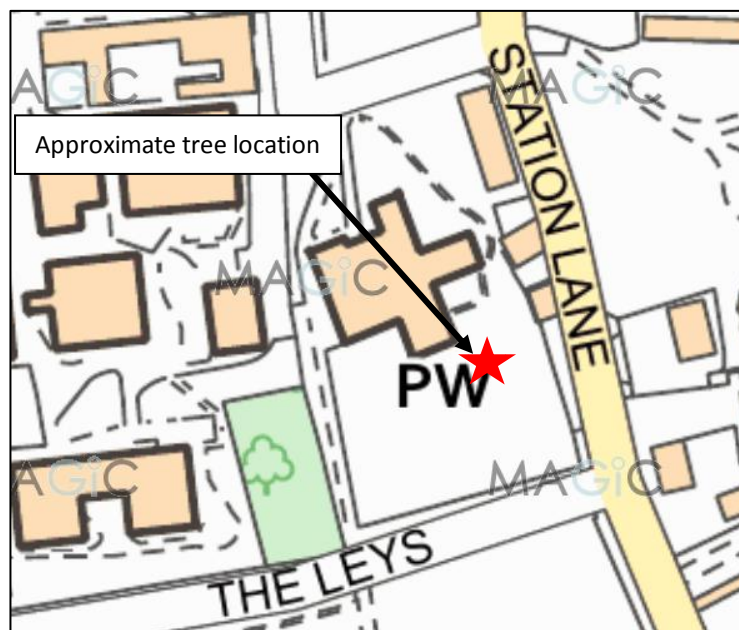 MAGiC
MAGiC
Approximate tree location
STATION LANE
MAGiC
PW
MAGiC
MAGiC
THE LEYS